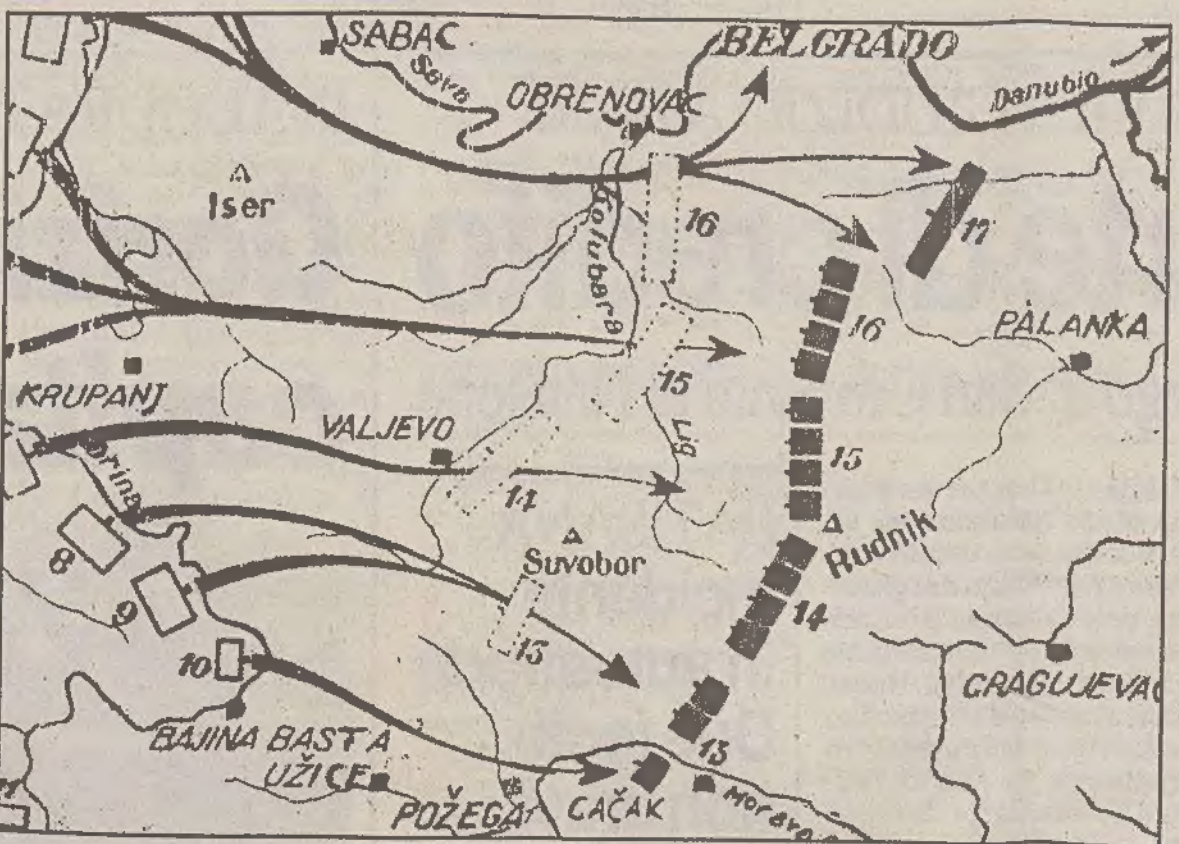 SABAC
Sava
OBRENOVAC
BELGRADO
Danubio
Iser
Kolubara
16
17
16
PALANKA
KRUPANJ
15
VALJEVO
Lig
15
Drina
14
Rudnik
8
Suvobor
9
14
13
10
CRAGUJEVAC
BAJINA BASTA
13
UŽICE
POŽEGA
CAČAK
Morava